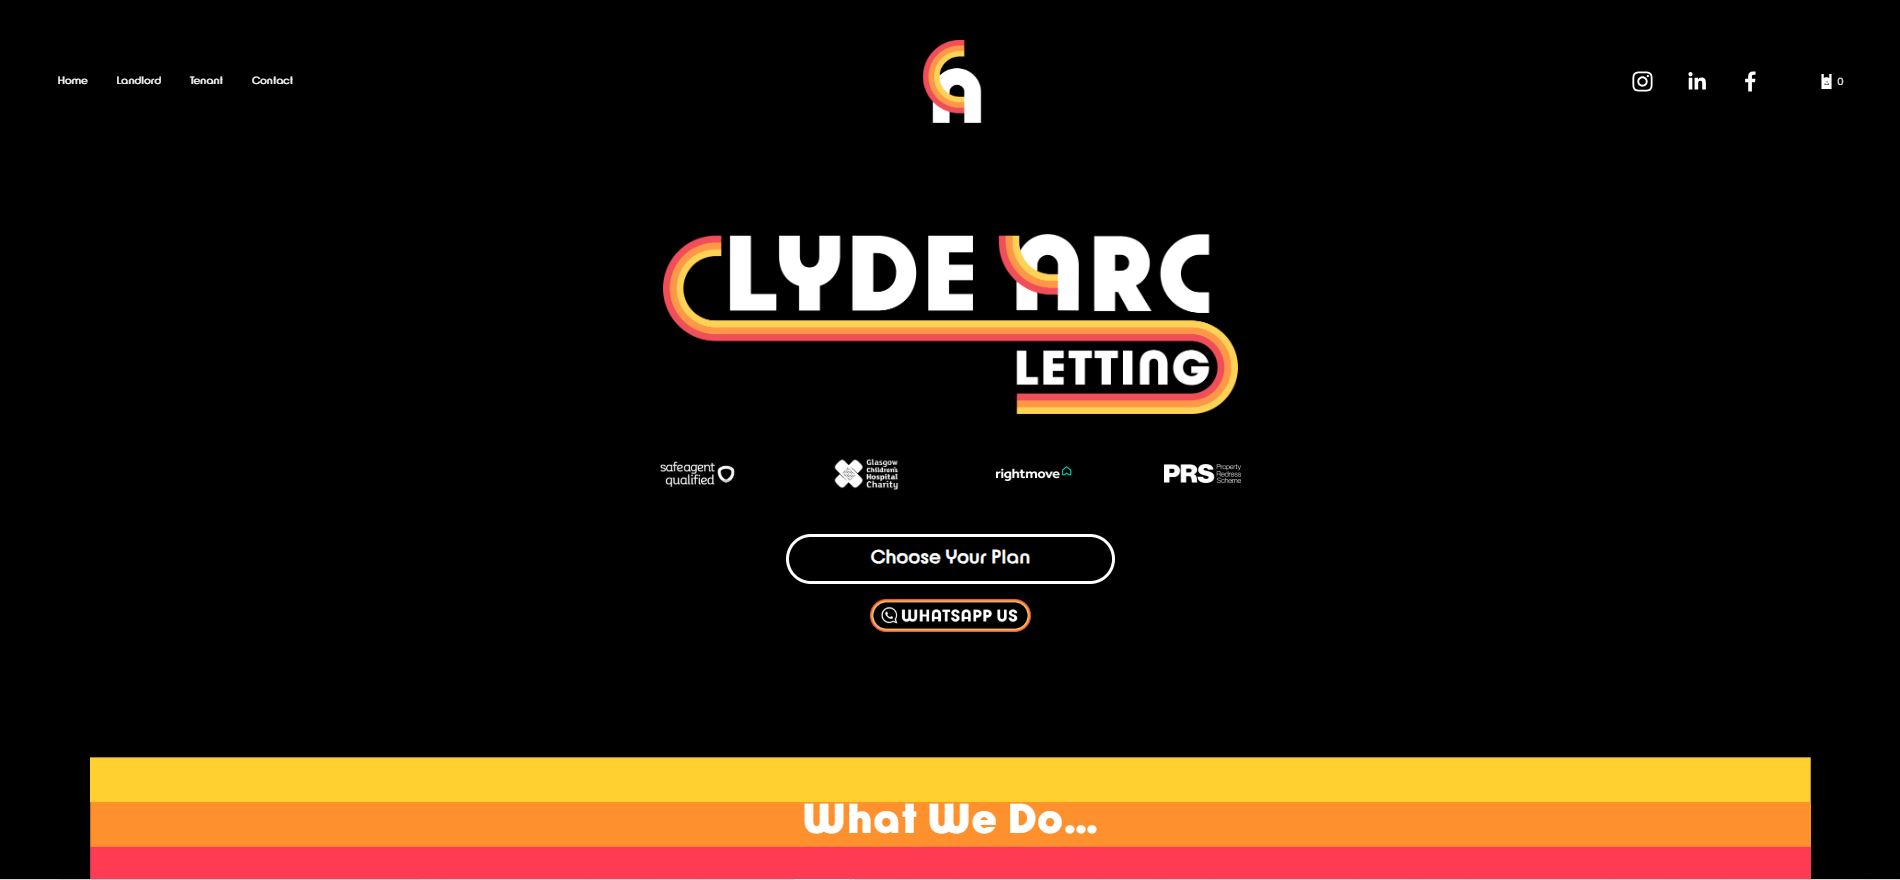 Home Landlord Tenant Contact
0
CLYDE ARC
LETTING
safeagent
qualified
Glasgow
Children's
Hospital
Charity
rightmove
PRS
Property
Redress
Scheme
Choose Your Plan
WHATSAPP US
What We Do...